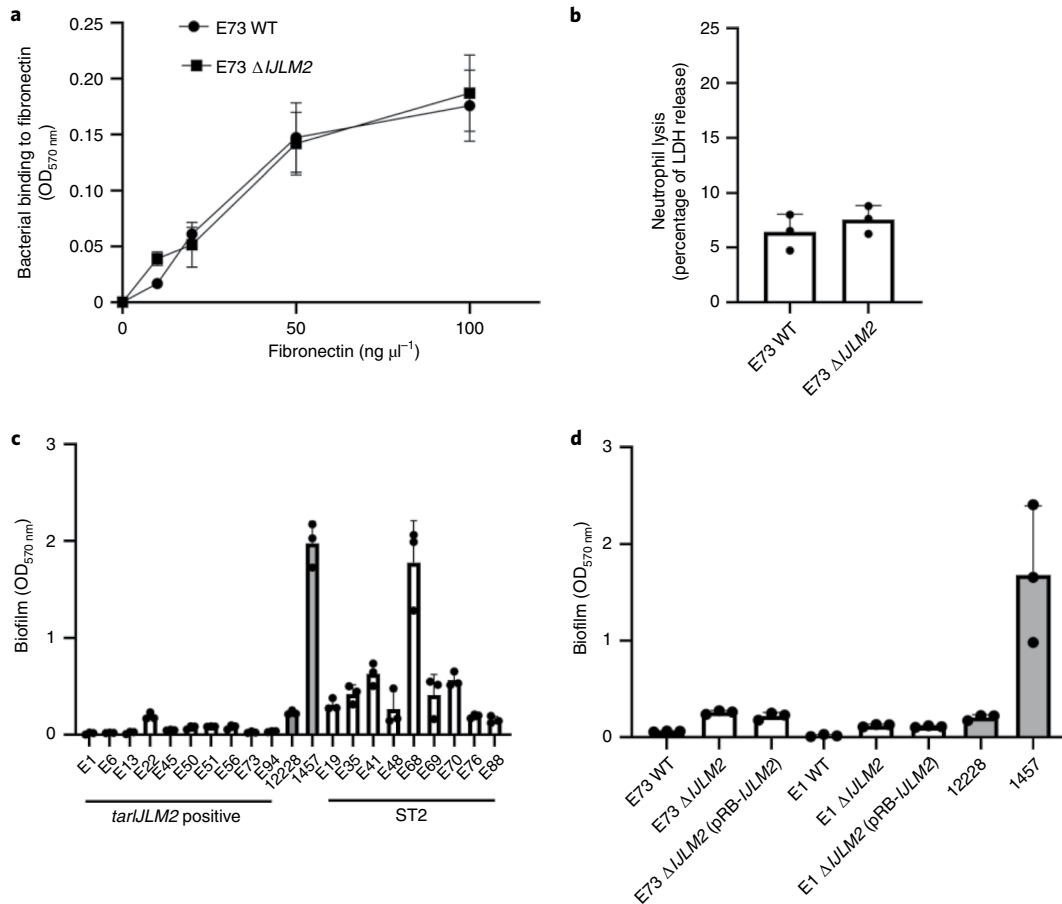 a
E73 WT
E73 ΔIJLM2
Bacterial binding to fibronectin
(OD570 nm)
0.25
0.20
0.15
0.10
0.05
0
0
50
100
Fibronectin (ng μl–1)
b
Neutrophil lysis
(percentage of LDH release)
25
20
15
10
5
0
E73 WT
E73 ΔIJLM2
c
Biofilm (OD570 nm)
3
2
1
0
E1
E6
E13
E22
E45
E50
E51
E56
E73
E94
12228
1457
E19
E35
E41
E48
E68
E69
E70
E76
E88
tarIJLM2 positive
ST2
d
Biofilm (OD570 nm)
3
2
1
0
E73 WT
E73 ΔIJLM2
E73 ΔIJLM2 (pRB-IJLM2)
E1 WT
E1 ΔIJLM2
E1 ΔIJLM2 (pRB-IJLM2)
12228
1457